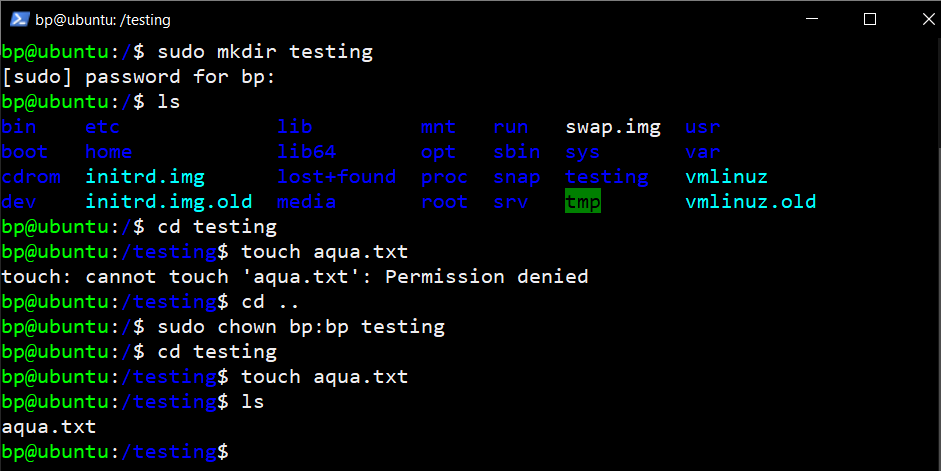 bp@ubuntu: /testing
bp@ubuntu:/$ sudo mkdir testing
[sudo] password for bp:
bp@ubuntu:/$ ls
bin    etc             lib         mnt   run   swap.img  usr
boot   home            lib64       opt   sbin  sys       var
cdrom  initrd.img      lost+found  proc  snap  testing   vmlinuz
dev    initrd.img.old  media       root  srv   tmp       vmlinuz.old
bp@ubuntu:/$ cd testing
bp@ubuntu:/testing$ touch aqua.txt
touch: cannot touch 'aqua.txt': Permission denied
bp@ubuntu:/testing$ cd ..
bp@ubuntu:/$ sudo chown bp:bp testing
bp@ubuntu:/$ cd testing
bp@ubuntu:/testing$ touch aqua.txt
bp@ubuntu:/testing$ ls
aqua.txt
bp@ubuntu:/testing$